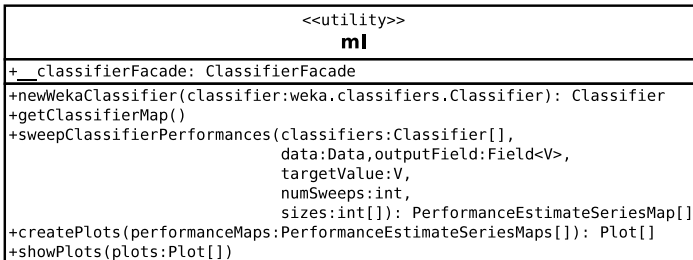 <<utility>>
ml
+__classifierFacade: ClassifierFacade
+newWekaClassifier(classifier:weka.classifiers.Classifier): Classifier
+getClassifierMap()
+sweepClassifierPerformances(classifiers:Classifier[],
data:Data,outputField:Field<V>,
targetValue:V,
numSweeps:int,
sizes:int[]): PerformanceEstimateSeriesMap[]
+createPlots(performanceMaps:PerformanceEstimateSeriesMaps[]): Plot[]
+showPlots(plots:Plot[])